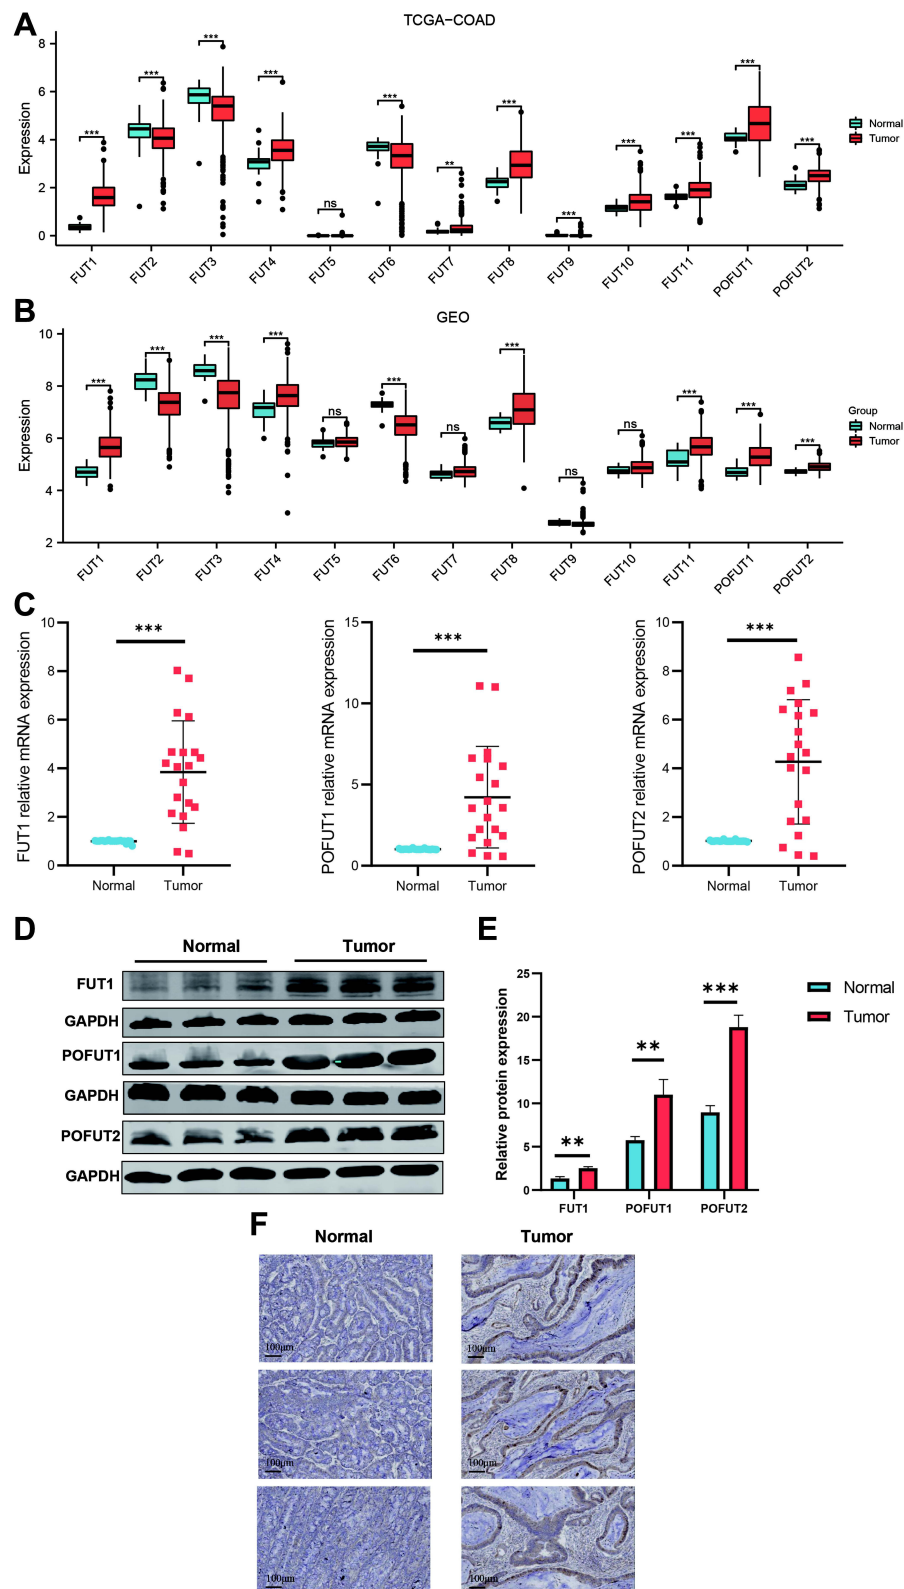 A
TCGA−COAD
Expression
8
6
4
2
0
*** *** *** *** ns *** ** *** *** *** *** *** ***
FUT1 FUT2 FUT3 FUT4 FUT5 FUT6 FUT7 FUT8 FUT9 FUT10 FUT11 POFUT1 POFUT2
Normal
Tumor
B
GEO
Expression
10
8
6
4
2
*** *** *** *** ns *** ns *** ns ns *** *** ***
FUT1 FUT2 FUT3 FUT4 FUT5 FUT6 FUT7 FUT8 FUT9 FUT10 FUT11 POFUT1 POFUT2
Group
Normal
Tumor
C
FUT1 relative mRNA expression
10
8
6
4
2
0
***
Normal Tumor
POFUT1 relative mRNA expression
15
10
5
0
***
Normal Tumor
POFUT2 relative mRNA expression
10
8
6
4
2
0
***
Normal Tumor
D
Normal Tumor
FUT1
GAPDH
POFUT1
GAPDH
POFUT2
GAPDH
E
Relative protein expression
25
20
15
10
5
0
** ** ***
FUT1 POFUT1 POFUT2
Normal
Tumor
F
Normal Tumor
100μm 100μm
100μm 100μm
100μm 100μm